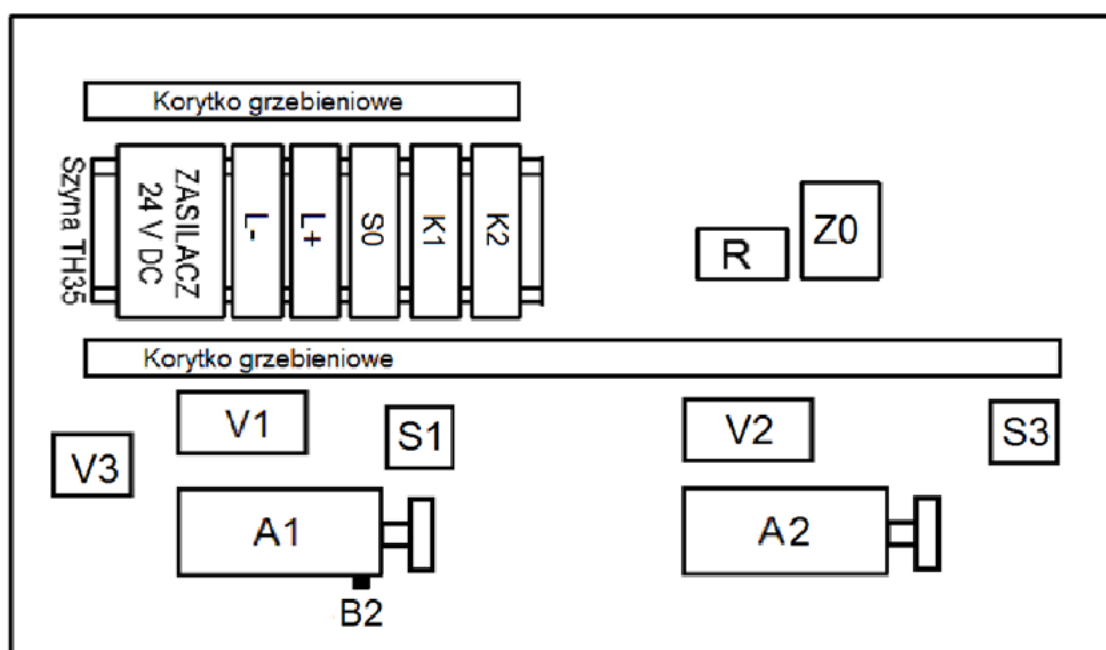 Korytko grzebieniowe
Szyna TH35
ZASILACZ
24 V DC
L-
L+
S0
K1
K2
R
Z0
Korytko grzebieniowe
V1
S1
V2
S3
V3
A1
A2
B2